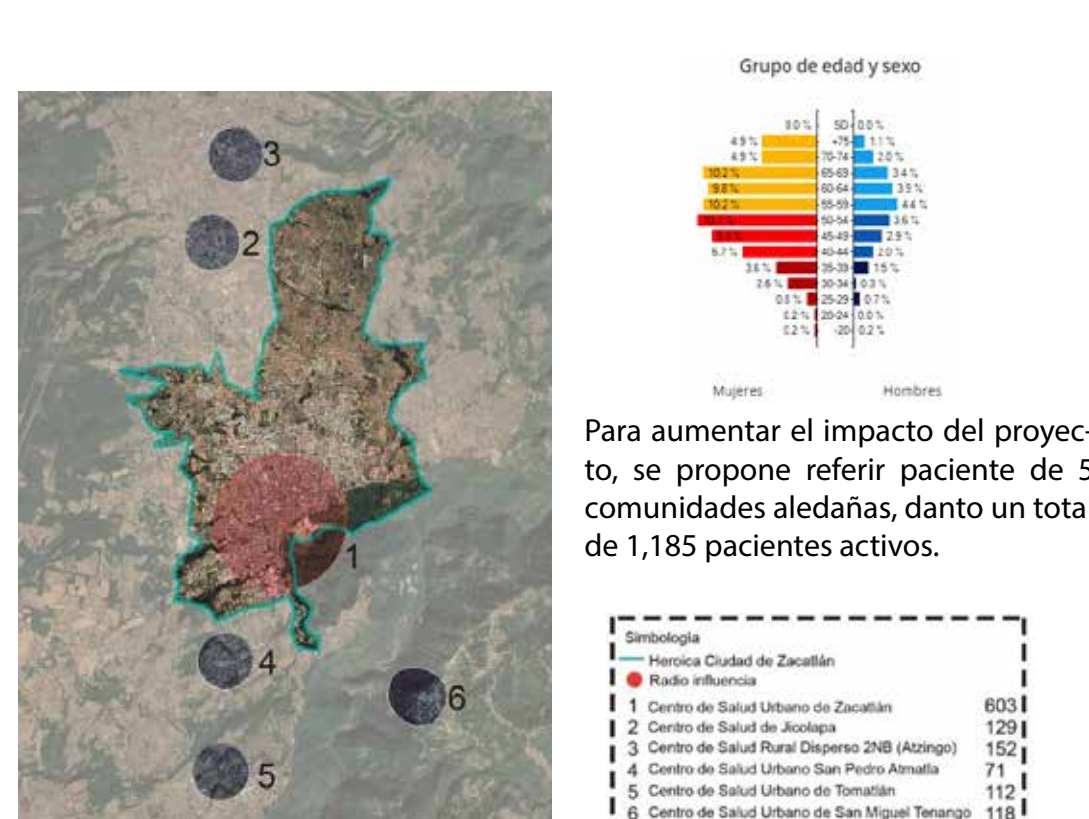 Grupo de edad y sexo
0.0 % SD 0.0 %
4.9 % +75 1.1 %
4.9 % 70-74 2.0 %
10.2 % 65-69 3.4 %
9.8 % 60-64 3.9 %
10.2 % 55-59 4.4 %
50-54 3.6 %
45-49 2.9 %
6.7 % 40-44 2.0 %
3.6 % 35-39 1.5 %
2.6 % 30-34 0.3 %
25-29 0.7 %
0.2 % 20-24 0.0 %
0.2 % -20 0.2 %
Mujeres Hombres
3
2
1
4
6
5
Para aumentar el impacto del proyec-
to, se propone referir paciente de 5
comunidades aledañas, danto un tota
de 1,185 pacientes activos.
Simbología
Heroica Ciudad de Zacatlán
Radio influencia
1 Centro de Salud Urbano de Zacatlán 603
2 Centro de Salud de Jicolapa 129
3 Centro de Salud Rural Disperso 2NB (Atzingo) 152
4 Centro de Salud Urbano San Pedro Atmatla 71
5 Centro de Salud Urbano de Tomatlán 112
6 Centro de Salud Urbano de San Miguel Tenango 118